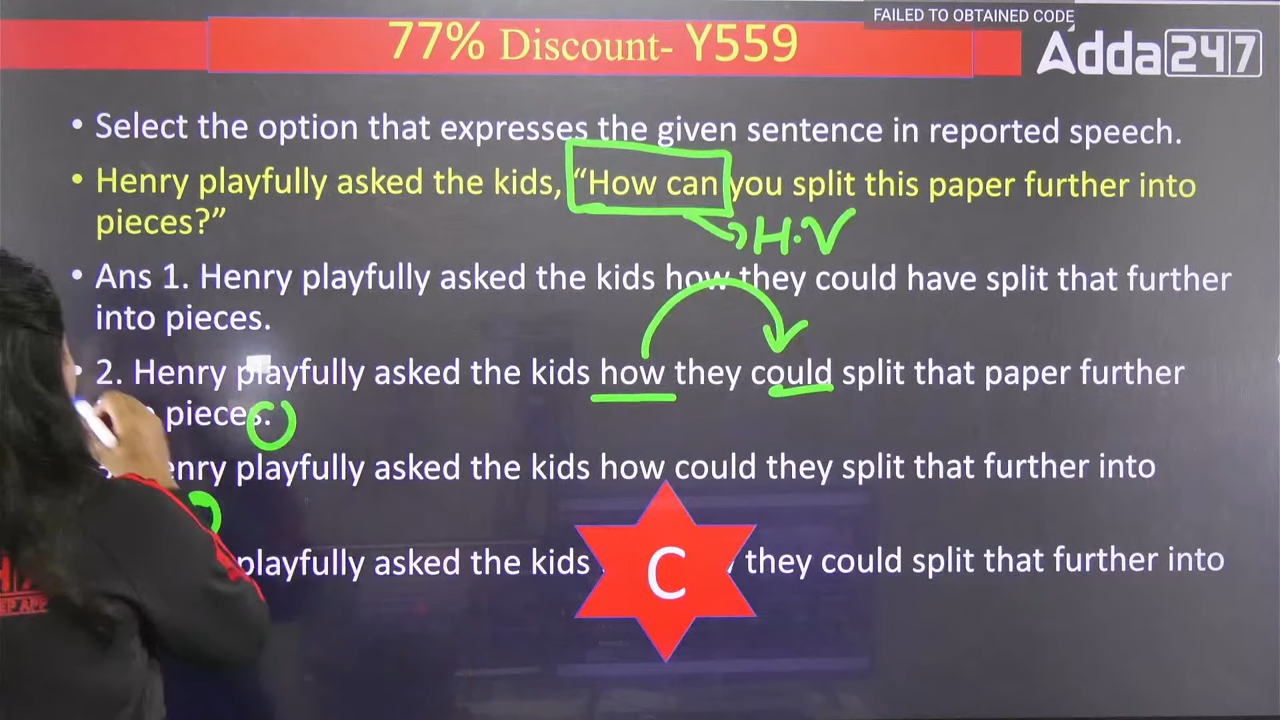 FAILED TO OBTAINED CODE
77% Discount- Y559
Adda247
• Select the option that expresses the given sentence in reported speech.
• Henry playfully asked the kids, “How can you split this paper further into
pieces?”
H.V
• Ans 1. Henry playfully asked the kids how they could have split that further
into pieces.
• 2. Henry playfully asked the kids how they could split that paper further
pieces.
playfully asked the kids how could they split that further into
playfully asked the kids they could split that further into
C